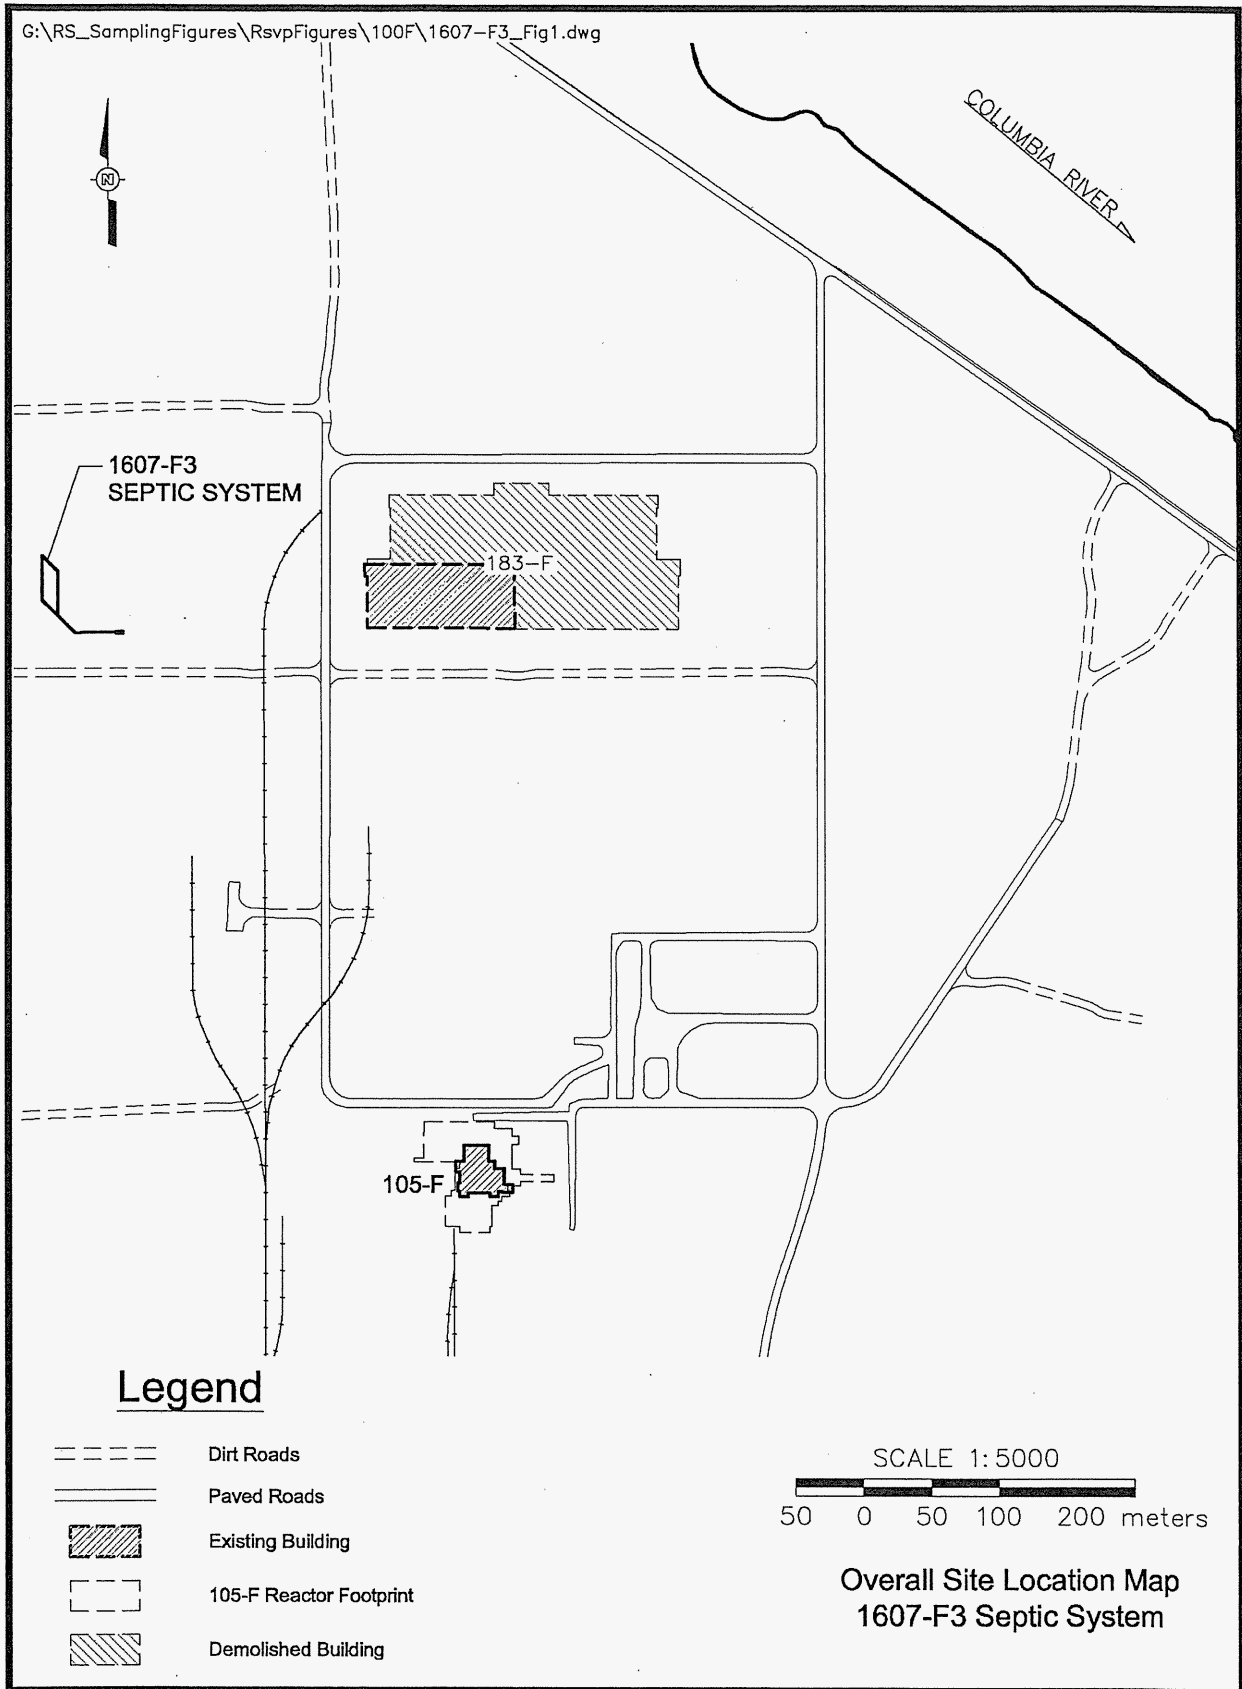 G:\RS_SamplingFigures\RsvpFigures\100F\1607-F3_Fig1.dwg
COLUMBIA RIVER
N
1607-F3
SEPTIC SYSTEM
183-F
105-F
Legend
Dirt Roads
Paved Roads
Existing Building
105-F Reactor Footprint
Demolished Building
SCALE 1:5000
50 0 50 100 200 meters
Overall Site Location Map
1607-F3 Septic System